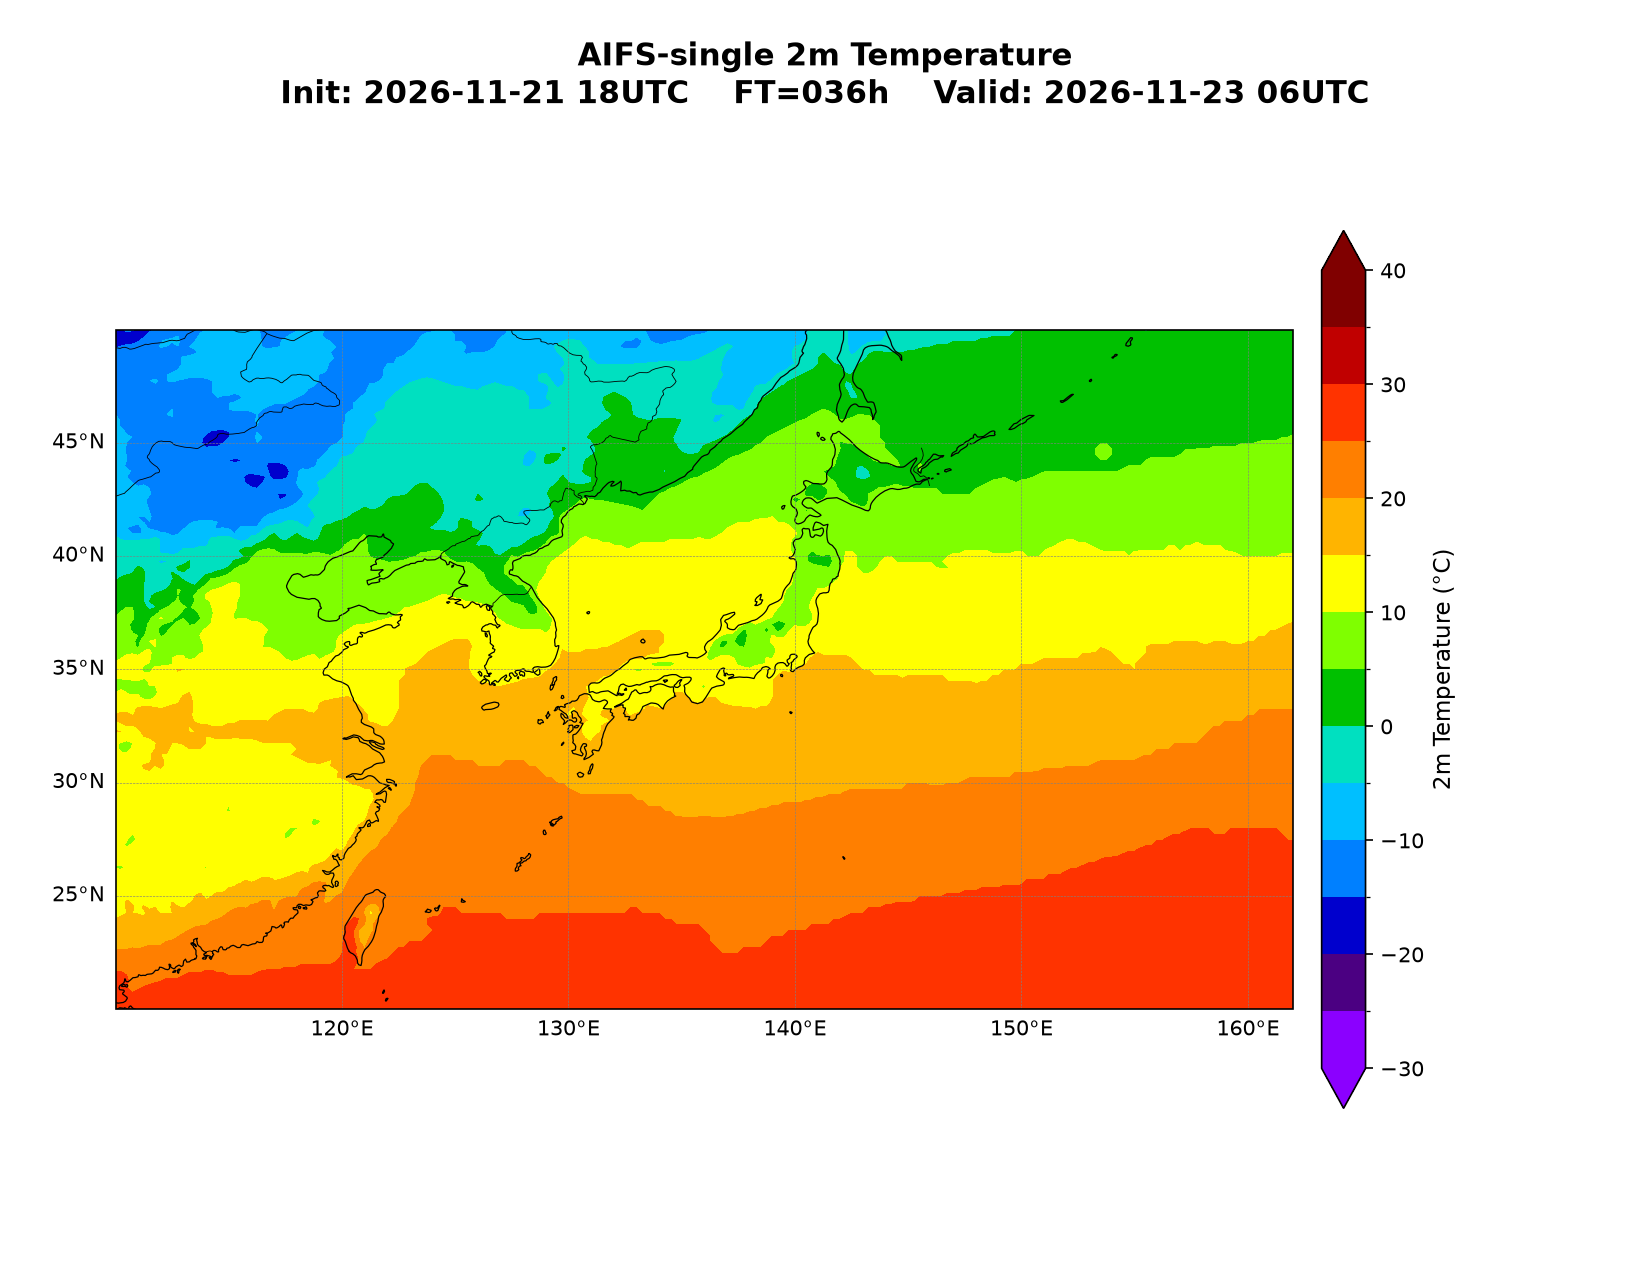 AIFS-single 2m Temperature
Init: 2026-11-21 18UTC    FT=036h    Valid: 2026-11-23 06UTC
45°N
40°N
35°N
30°N
25°N
120°E
130°E
140°E
150°E
160°E
40
30
20
10
0
−10
−20
−30
2m Temperature (°C)